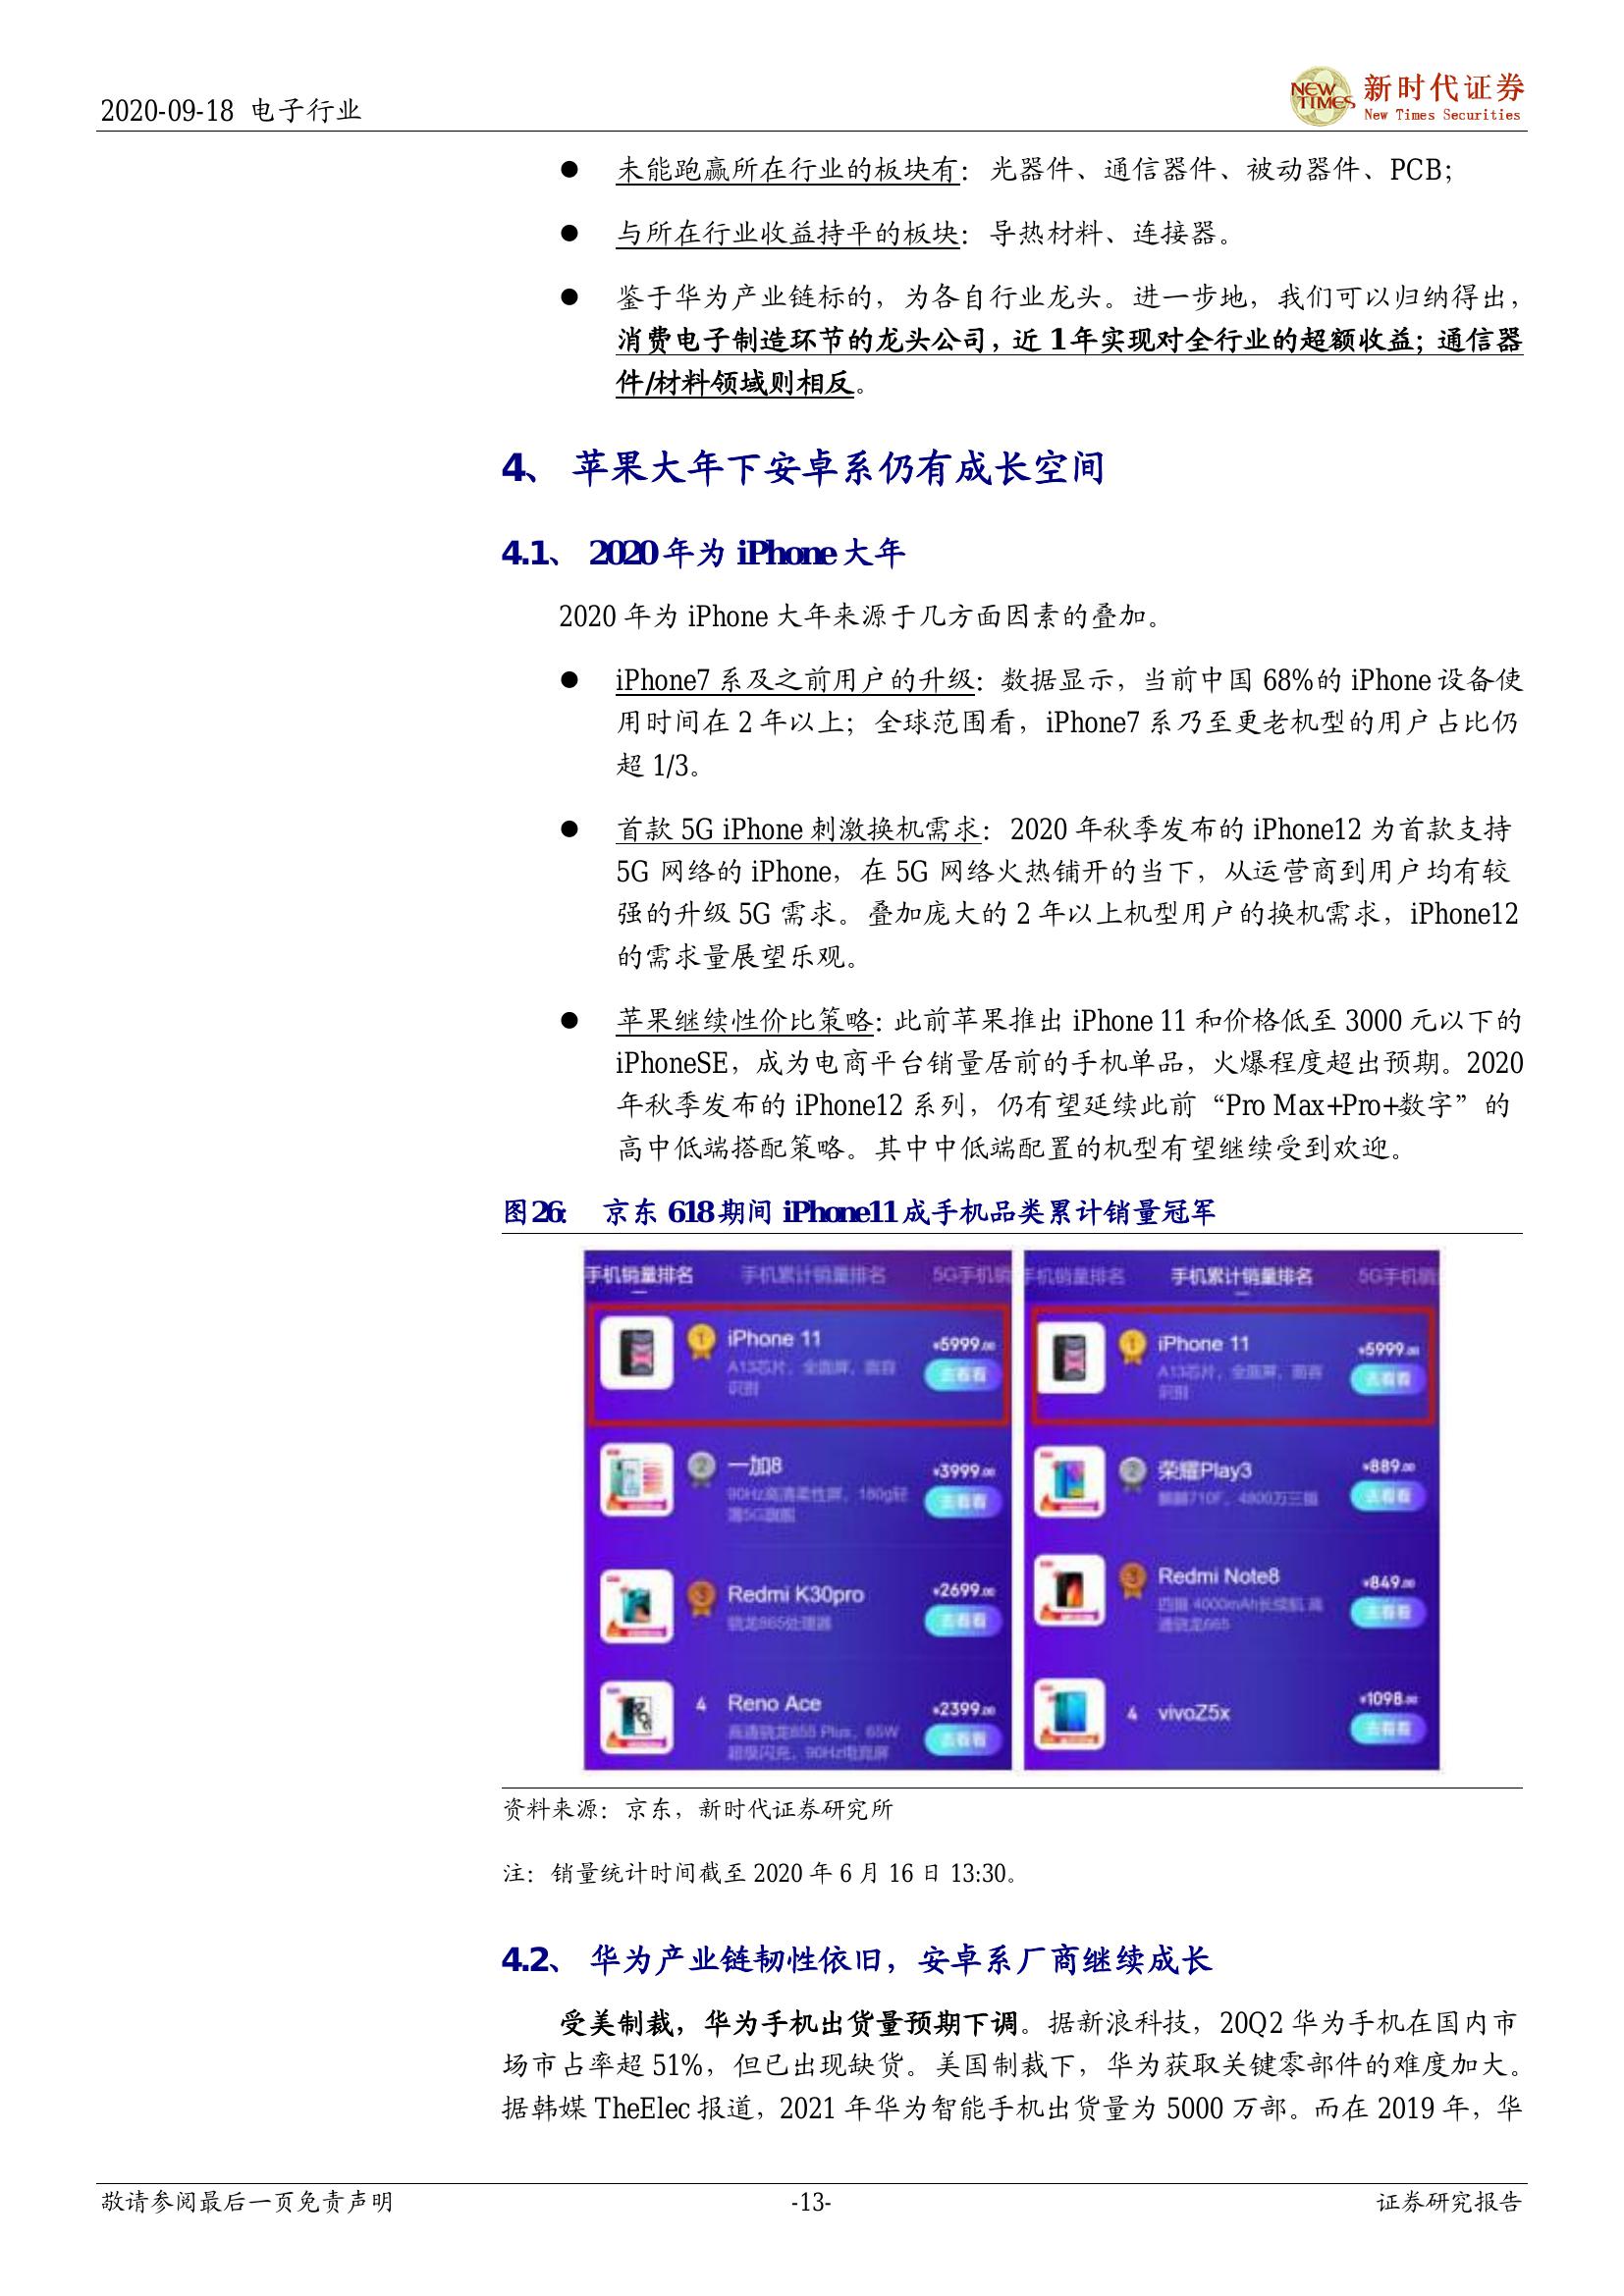 2020-09-18 电子行业
NEW TIMES
新时代证券
New Times Securities
● 未能跑赢所在行业的板块有：光器件、通信器件、被动器件、PCB；
● 与所在行业收益持平的板块：导热材料、连接器。
● 鉴于华为产业链标的，为各自行业龙头。进一步地，我们可以归纳得出，
消费电子制造环节的龙头公司，近 1 年实现对全行业的超额收益；通信器
件/材料领域则相反。
4、 苹果大年下安卓系仍有成长空间
4.1、 2020 年为 iPhone 大年
2020 年为 iPhone 大年来源于几方面因素的叠加。
● iPhone7 系及之前用户的升级：数据显示，当前中国 68%的 iPhone 设备使
用时间在 2 年以上；全球范围看，iPhone7 系乃至更老机型的用户占比仍
超 1/3。
● 首款 5G iPhone 刺激换机需求：2020 年秋季发布的 iPhone12 为首款支持
5G 网络的 iPhone，在 5G 网络火热铺开的当下，从运营商到用户均有较
强的升级 5G 需求。叠加庞大的 2 年以上机型用户的换机需求，iPhone12
的需求量展望乐观。
● 苹果继续性价比策略：此前苹果推出 iPhone 11 和价格低至 3000 元以下的
iPhoneSE，成为电商平台销量居前的手机单品，火爆程度超出预期。2020
年秋季发布的 iPhone12 系列，仍有望延续此前“Pro Max+Pro+数字”的
高中低端搭配策略。其中中低端配置的机型有望继续受到欢迎。
图 26： 京东 618 期间 iPhone11 成手机品类累计销量冠军
手机销量排名 手机累计销量排名 5G手机销
1 iPhone 11 ¥5999.00
A13芯片，全面屏，面容
识别
去看看
2 一加8 ¥3999.00
90Hz高清柔性屏，180g轻
薄5G旗舰
去看看
3 Redmi K30pro ¥2699.00
骁龙865处理器
去看看
4 Reno Ace ¥2399.00
高通骁龙855 Plus，65W
超级闪充，90Hz电竞屏
去看看
手机销量排名 手机累计销量排名 5G手机销
1 iPhone 11 ¥5999.00
A13芯片，全面屏，面容
识别
去看看
2 荣耀Play3 ¥889.00
麒麟710F，4800万三摄
去看看
3 Redmi Note8 ¥849.00
四摄 4000mAh长续航 高
通骁龙665
去看看
4 vivoZ5x ¥1098.00
去看看
资料来源：京东，新时代证券研究所
注：销量统计时间截至 2020 年 6 月 16 日 13:30。
4.2、 华为产业链韧性依旧，安卓系厂商继续成长
受美制裁，华为手机出货量预期下调。据新浪科技，20Q2 华为手机在国内市
场市占率超 51%，但已出现缺货。美国制裁下，华为获取关键零部件的难度加大。
据韩媒 TheElec 报道，2021 年华为智能手机出货量为 5000 万部。而在 2019 年，华
敬请参阅最后一页免责声明 -13- 证券研究报告